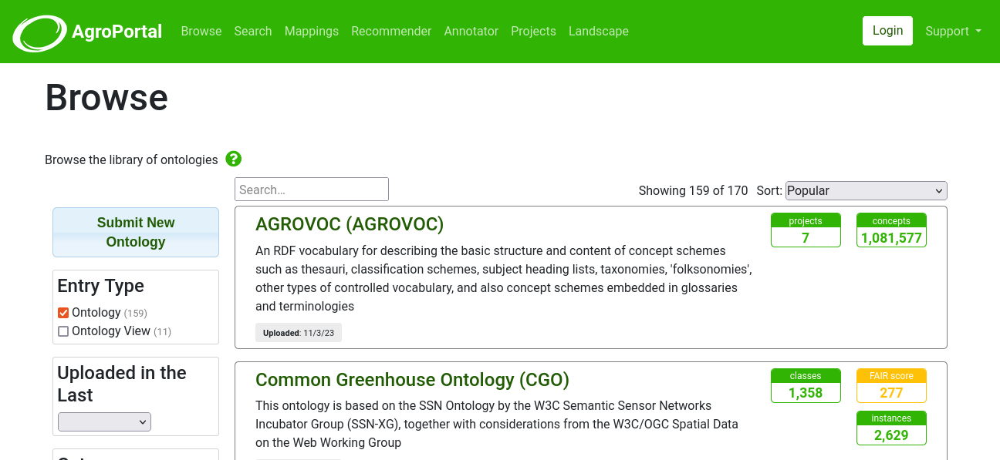 AgroPortal Browse Search Mappings Recommender Annotator Projects Landscape Login Support
Browse
Browse the library of ontologies ?
Search... Showing 159 of 170 Sort: Popular
Submit New
Ontology
Entry Type
Ontology (159)
Ontology View (11)
Uploaded in the
Last
AGROVOC (AGROVOC)
An RDF vocabulary for describing the basic structure and content of concept schemes
such as thesauri, classification schemes, subject heading lists, taxonomies, 'folksonomies',
other types of controlled vocabulary, and also concept schemes embedded in glossaries
and terminologies
Uploaded: 11/3/23
projects
7
concepts
1,081,577
Common Greenhouse Ontology (CGO)
This ontology is based on the SSN Ontology by the W3C Semantic Sensor Networks
Incubator Group (SSN-XG), together with considerations from the W3C/OGC Spatial Data
on the Web Working Group
classes
1,358
FAIR score
277
instances
2,629